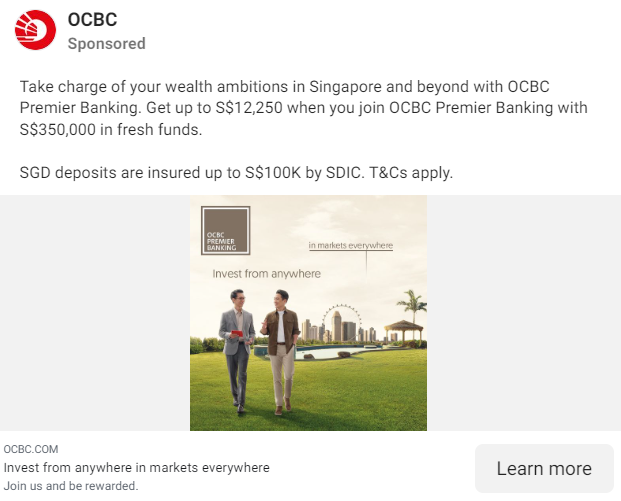 OCBC
Sponsored
Take charge of your wealth ambitions in Singapore and beyond with OCBC
Premier Banking. Get up to S$12,250 when you join OCBC Premier Banking with
S$350,000 in fresh funds.
SGD deposits are insured up to S$100K by SDIC. T&Cs apply.
OCBC
PREMIER
BANKING
in markets everywhere
Invest from anywhere
OCBC.COM
Invest from anywhere in markets everywhere
Join us and be rewarded.
Learn more